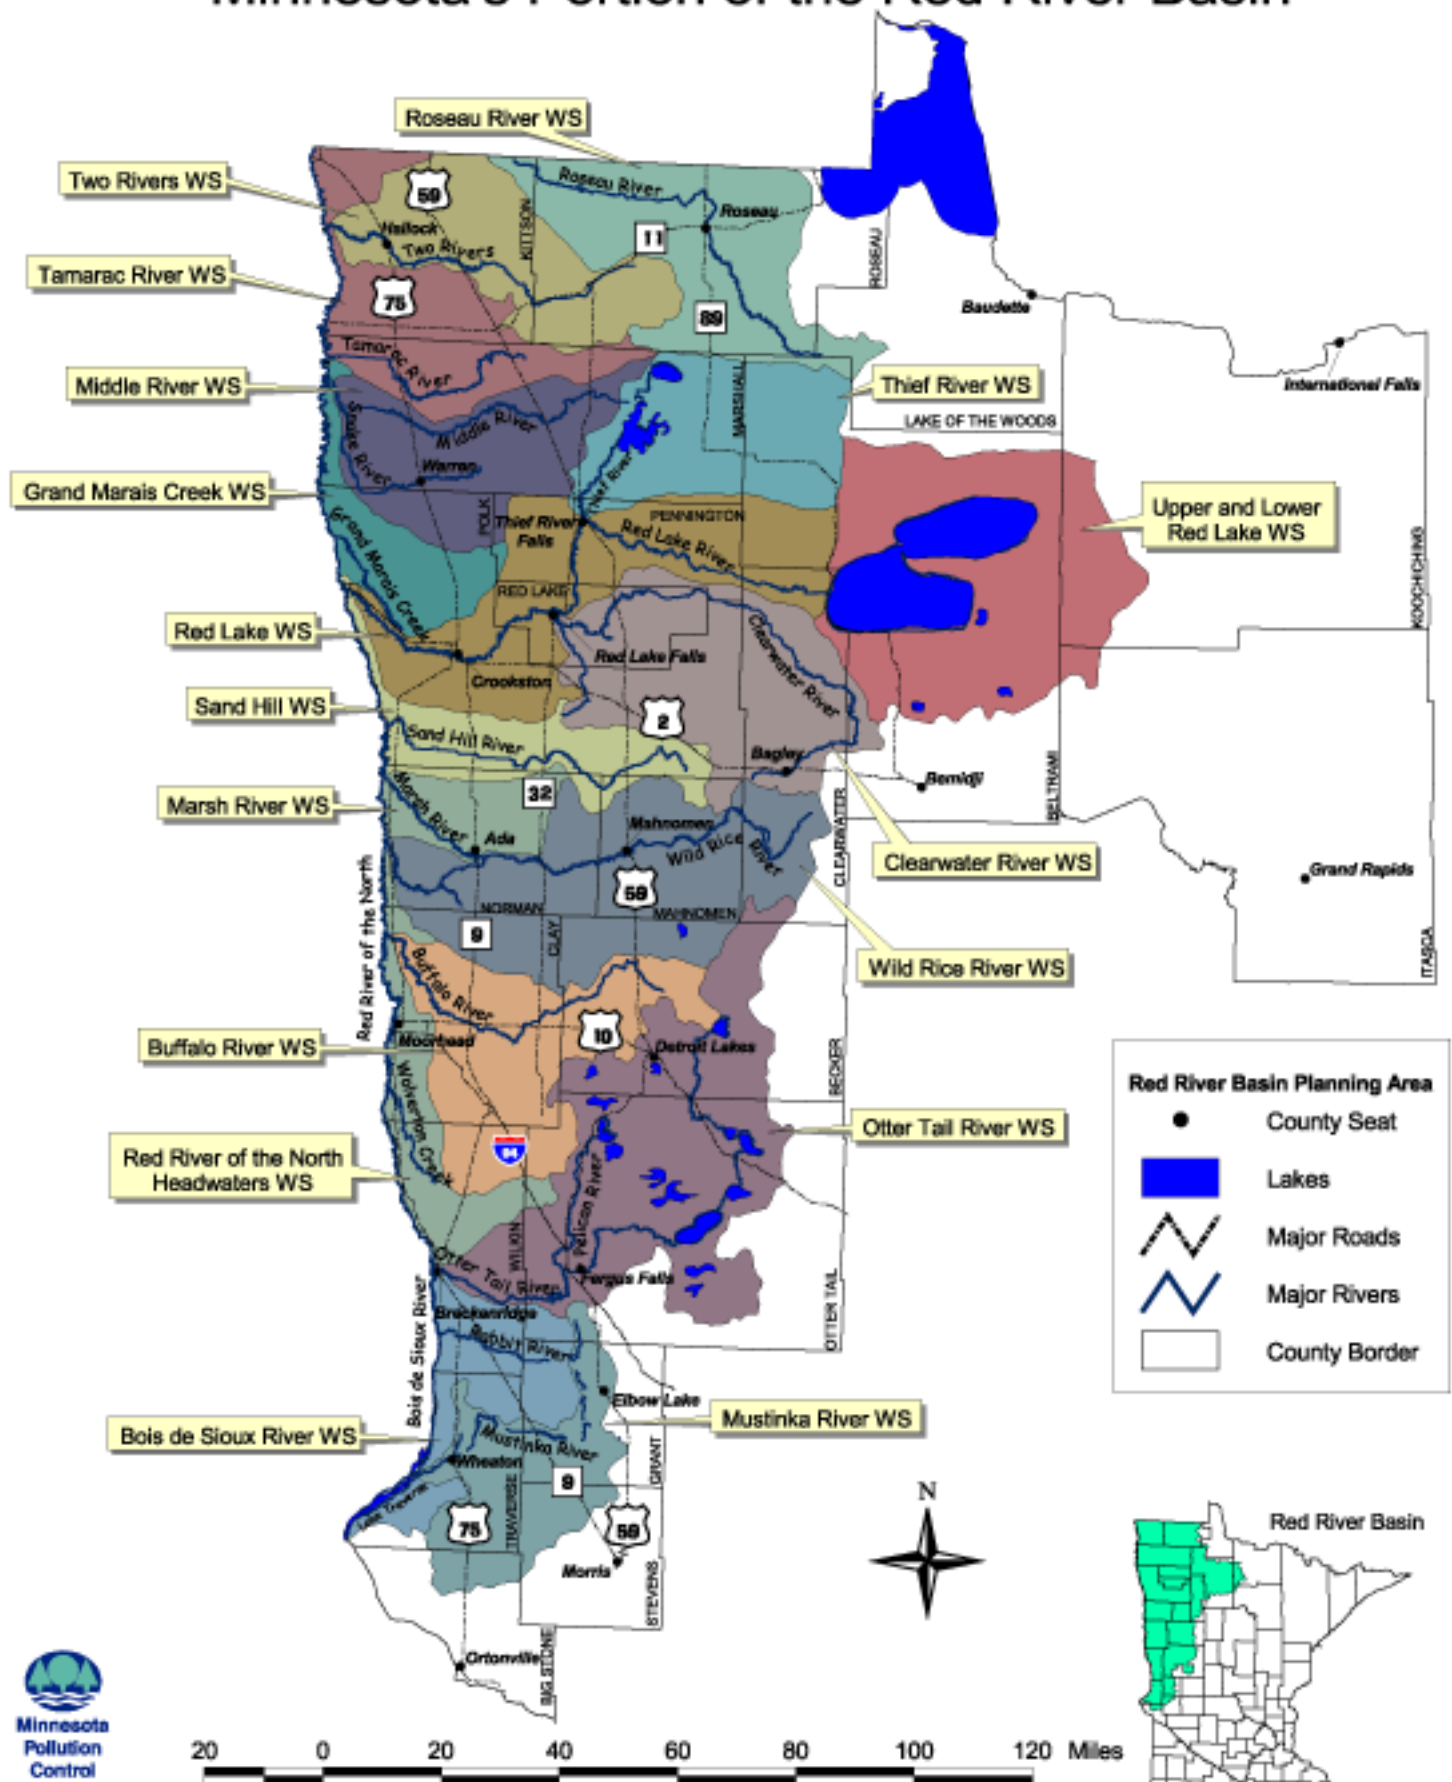 Minnesota's Portion of the Red River Basin
Roseau River WS
Two Rivers WS
59
Roseau River
Roseau
KITTSON
Hallock
Two Rivers
11
ROSEAU
Tamarac River WS
75
89
Baudette
Tamarac River
International Falls
Middle River WS
Thief River WS
MARSHALL
LAKE OF THE WOODS
Snake River
Middle River
Warren
Thief River
Grand Marais Creek WS
POLK
Thief River
Falls
PENNINGTON
Upper and Lower
Red Lake WS
Grand Marais Creek
Red Lake River
KOOCHICHING
RED LAKE
Red Lake WS
Red Lake Falls
Clearwater River
Crookston
Sand Hill WS
2
Sand Hill River
Bagley
Bemidji
BELTRAMI
Marsh River WS
32
Marsh River
Ada
Mahnomen
Wild Rice River
CLEARWATER
Clearwater River WS
Grand Rapids
59
Red River of the North
NORMAN
MAHNOMEN
9
CLAY
ITASCA
Wild Rice River WS
Buffalo River
10
Moorhead
Detroit Lakes
Buffalo River WS
BECKER
Wolverton Creek
Otter Tail River WS
94
Red River of the North
Headwaters WS
Pelican River
WILKIN
Otter Tail River
Fergus Falls
OTTER TAIL
Breckenridge
Rabbit River
Bois de Sioux River
Elbow Lake
Mustinka River WS
Bois de Sioux River WS
Mustinka River
Wheaton
GRANT
9
Lake Traverse
75
TRAVERSE
59
Morris
STEVENS
Ortonville
BIG STONE
Red River Basin Planning Area
County Seat
Lakes
Major Roads
Major Rivers
County Border
N
Red River Basin
Minnesota
Pollution
Control
20 0 20 40 60 80 100 120 Miles